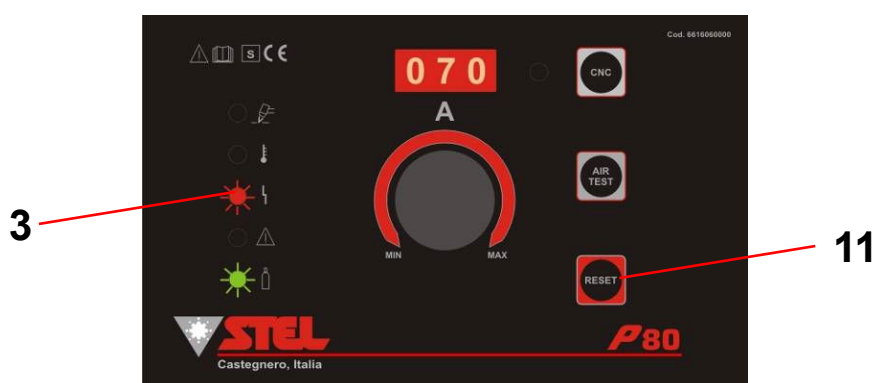 Cod. 6616060000
S CE
070
CNC
A
AIR
TEST
3
11
MIN
MAX
RESET
STEL
P80
Castegnero, Italia